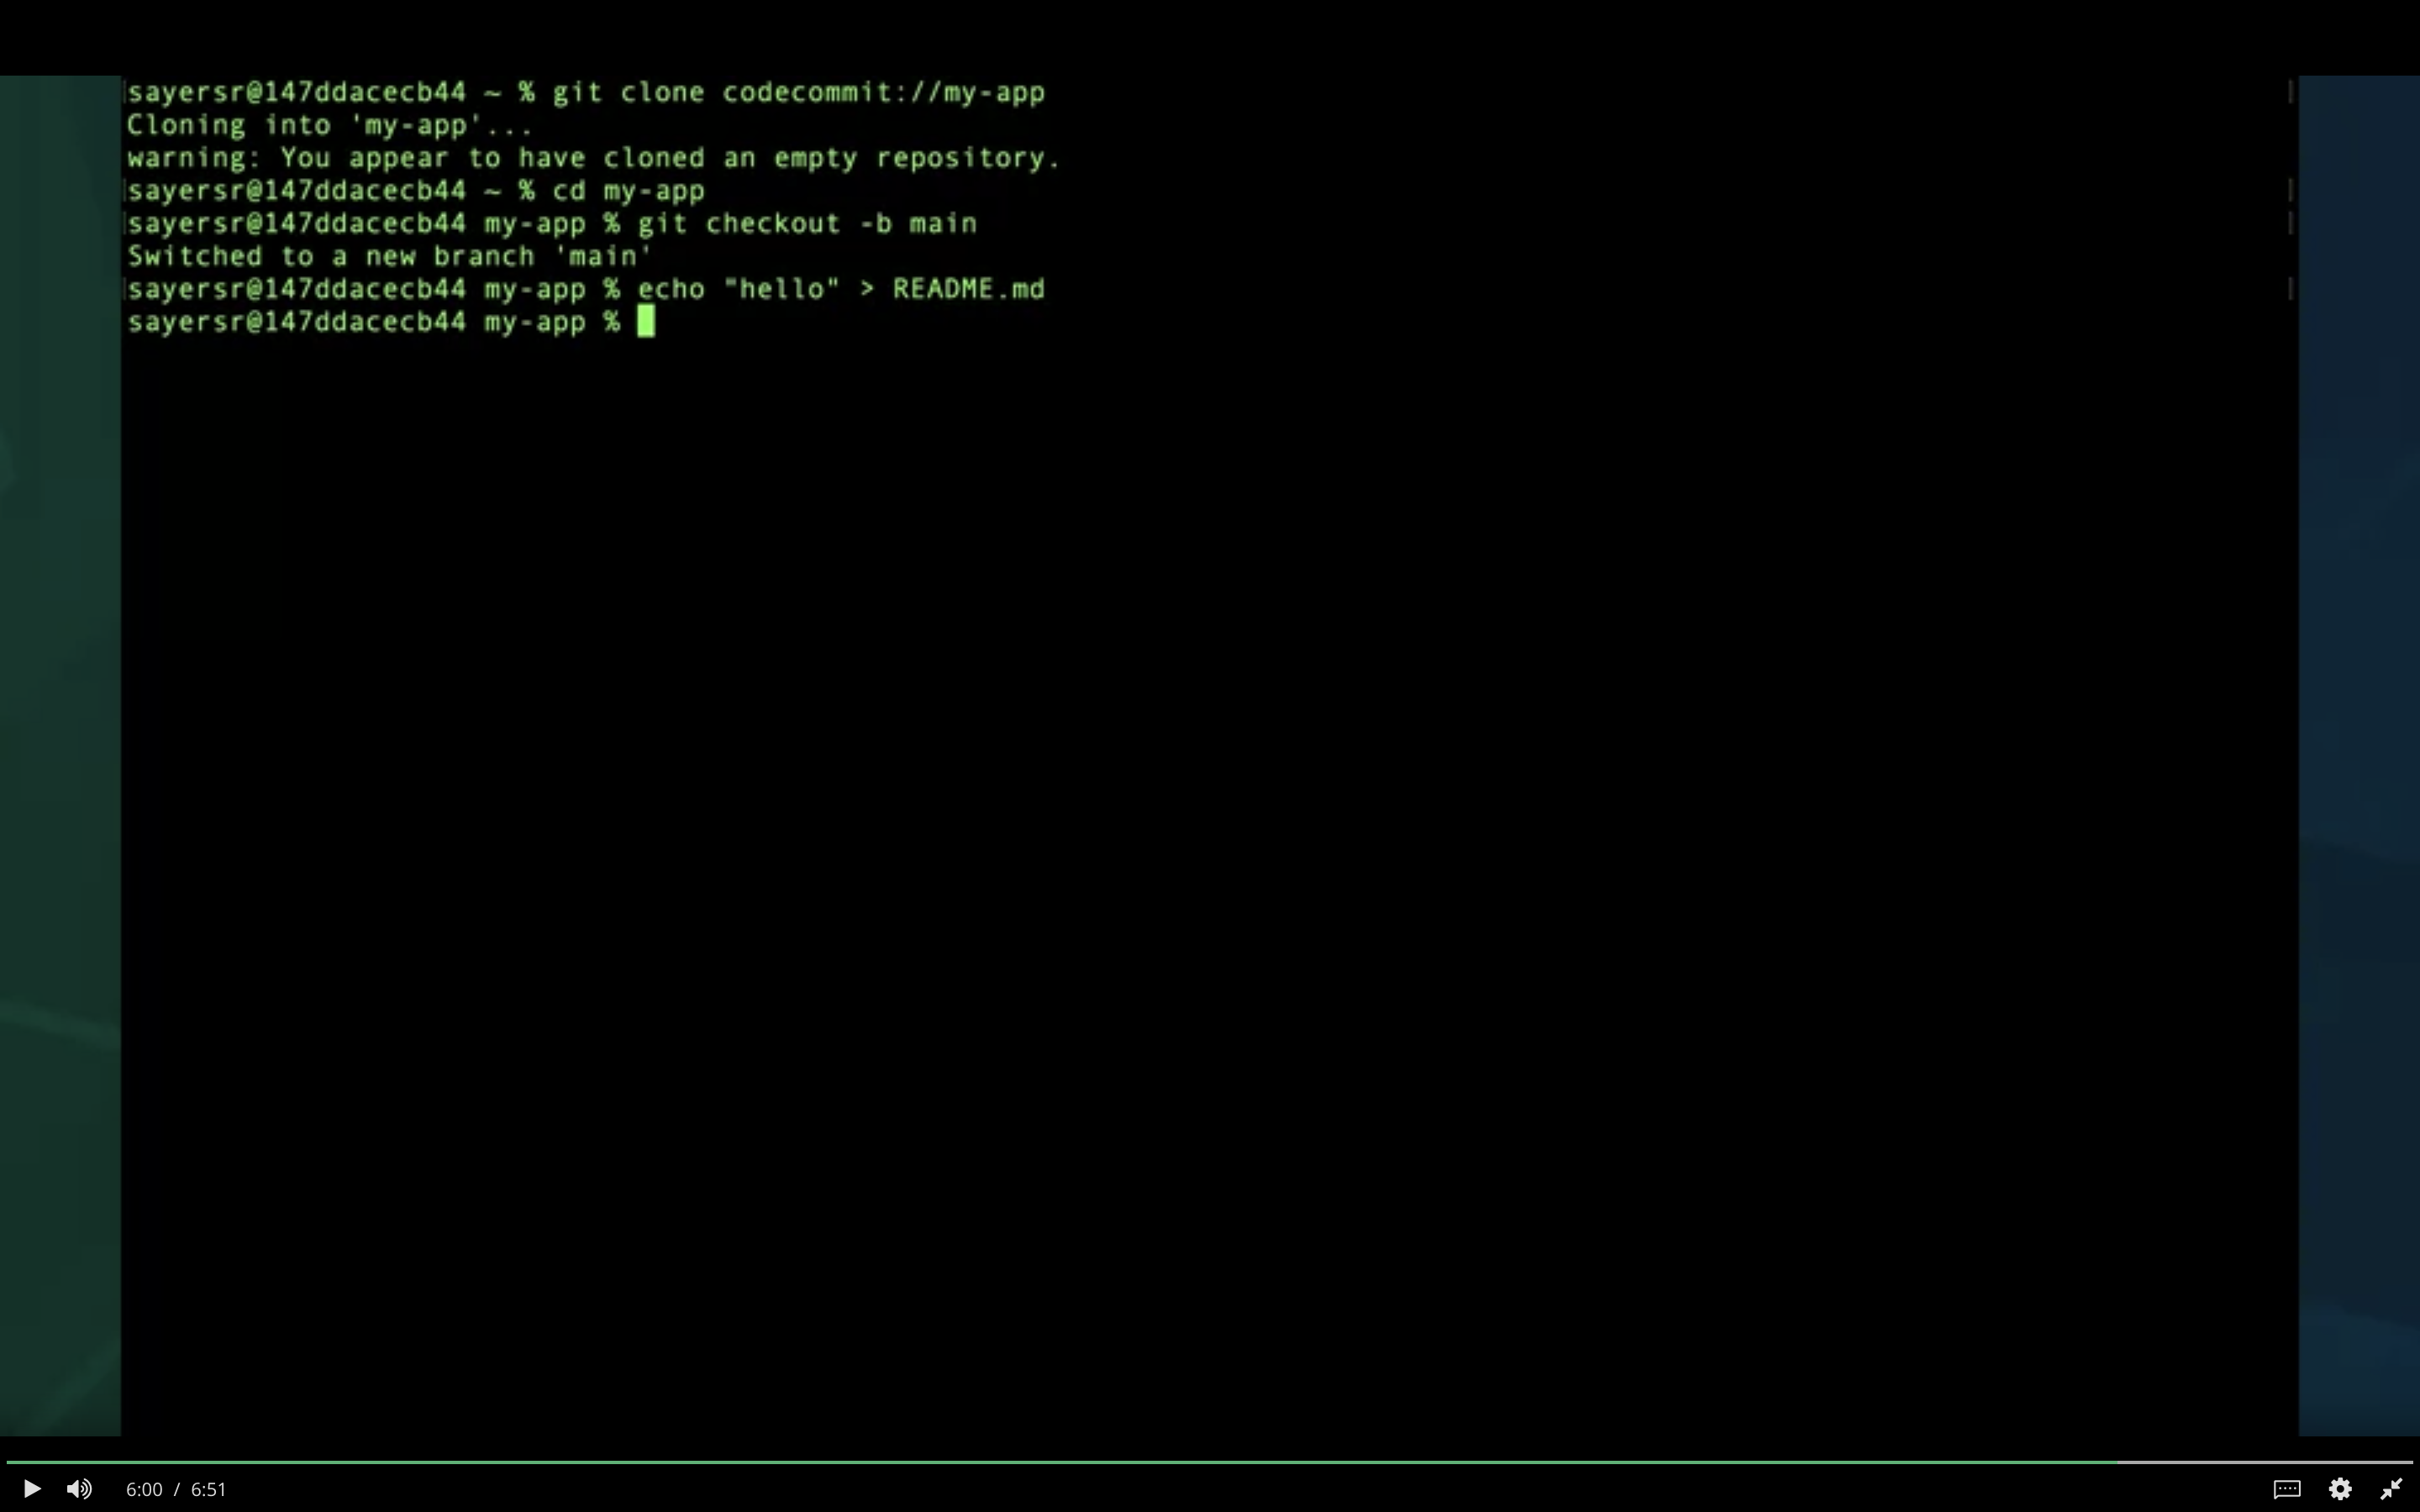 sayersr@147ddacecb44 ~ % git clone codecommit://my-app
Cloning into 'my-app'...
warning: You appear to have cloned an empty repository.
sayersr@147ddacecb44 ~ % cd my-app
sayersr@147ddacecb44 my-app % git checkout -b main
Switched to a new branch 'main'
sayersr@147ddacecb44 my-app % echo "hello" > README.md
sayersr@147ddacecb44 my-app %
6:00 / 6:51